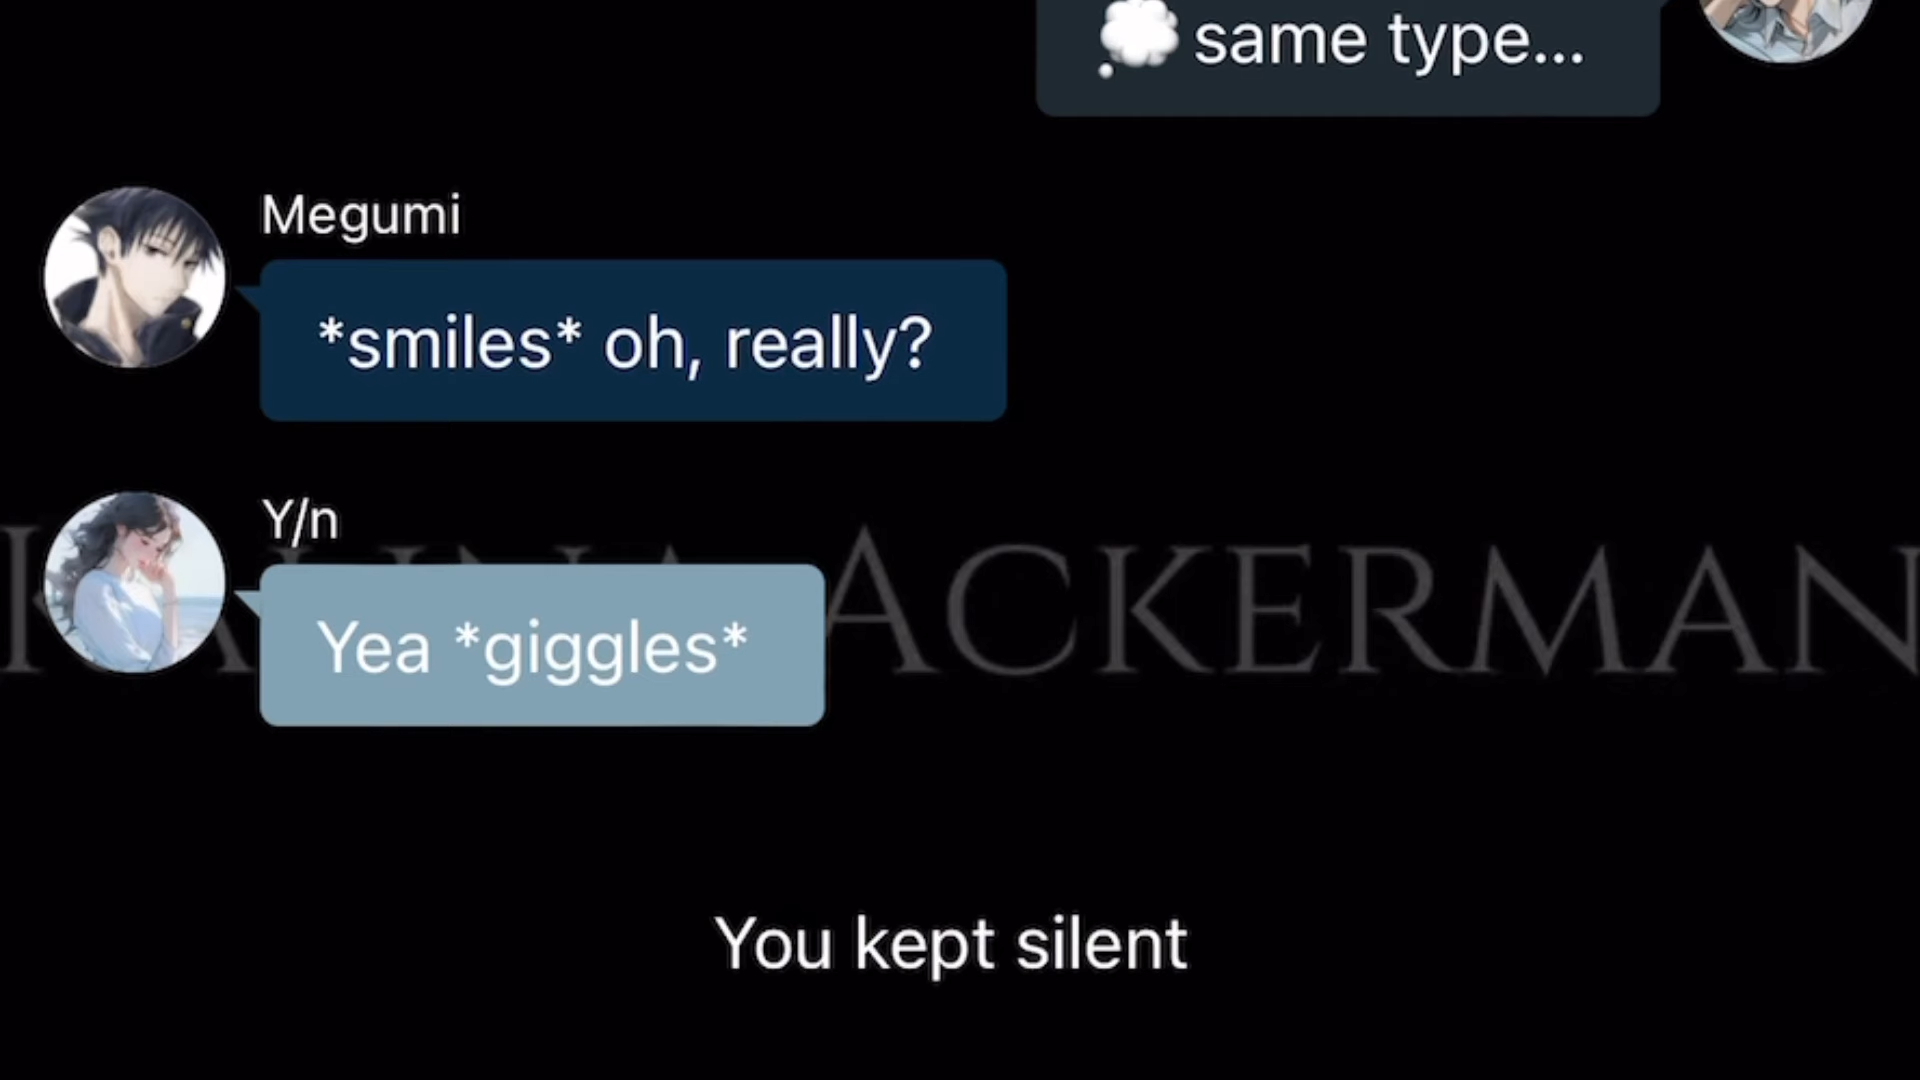 💭 same type...
Megumi
*smiles* oh, really?
Y/n
Yea *giggles*
ACKERMAN
You kept silent